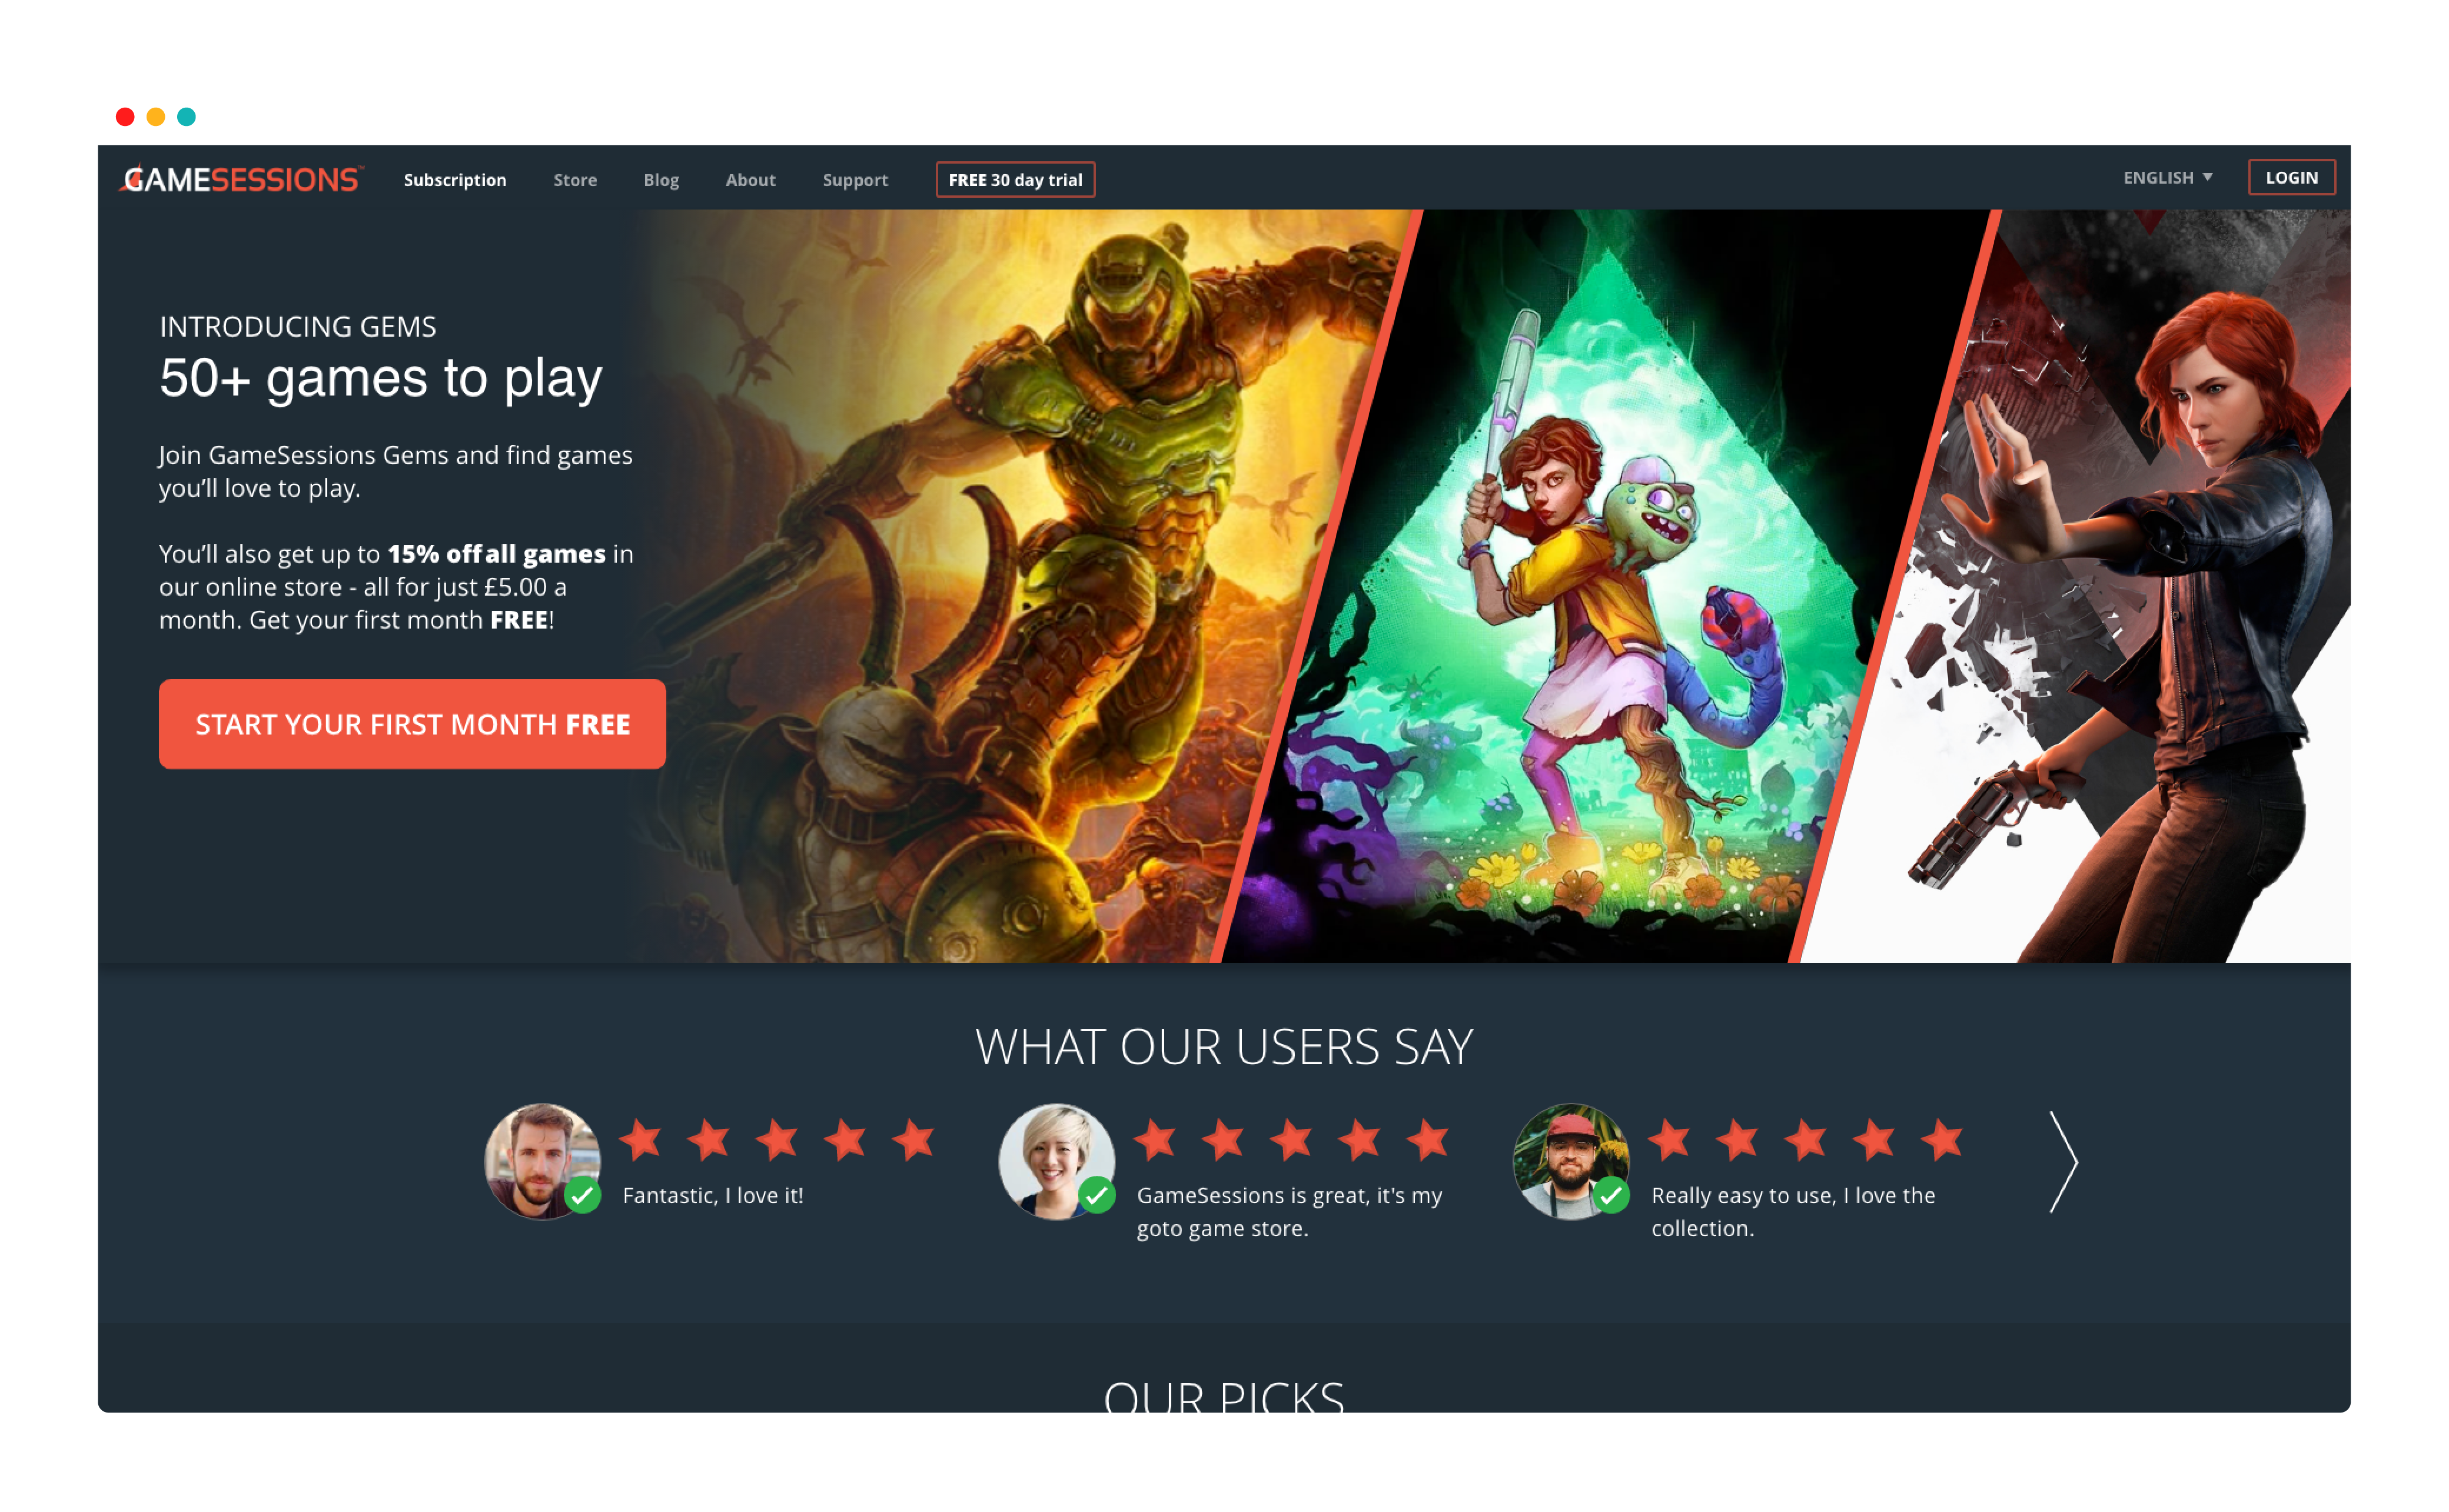 GAMESESSIONS™ Subscription Store Blog About Support FREE 30 day trial ENGLISH ▼ LOGIN
INTRODUCING GEMS
50+ games to play
Join GameSessions Gems and find games
you’ll love to play.
You’ll also get up to 15% off all games in
our online store - all for just £5.00 a
month. Get your first month FREE!
START YOUR FIRST MONTH FREE
WHAT OUR USERS SAY
Fantastic, I love it!
GameSessions is great, it's my
goto game store.
Really easy to use, I love the
collection.
OUR PICKS